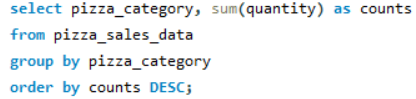 select pizza_category, sum(quantity) as counts
from pizza_sales_data
group by pizza_category
order by counts DESC;